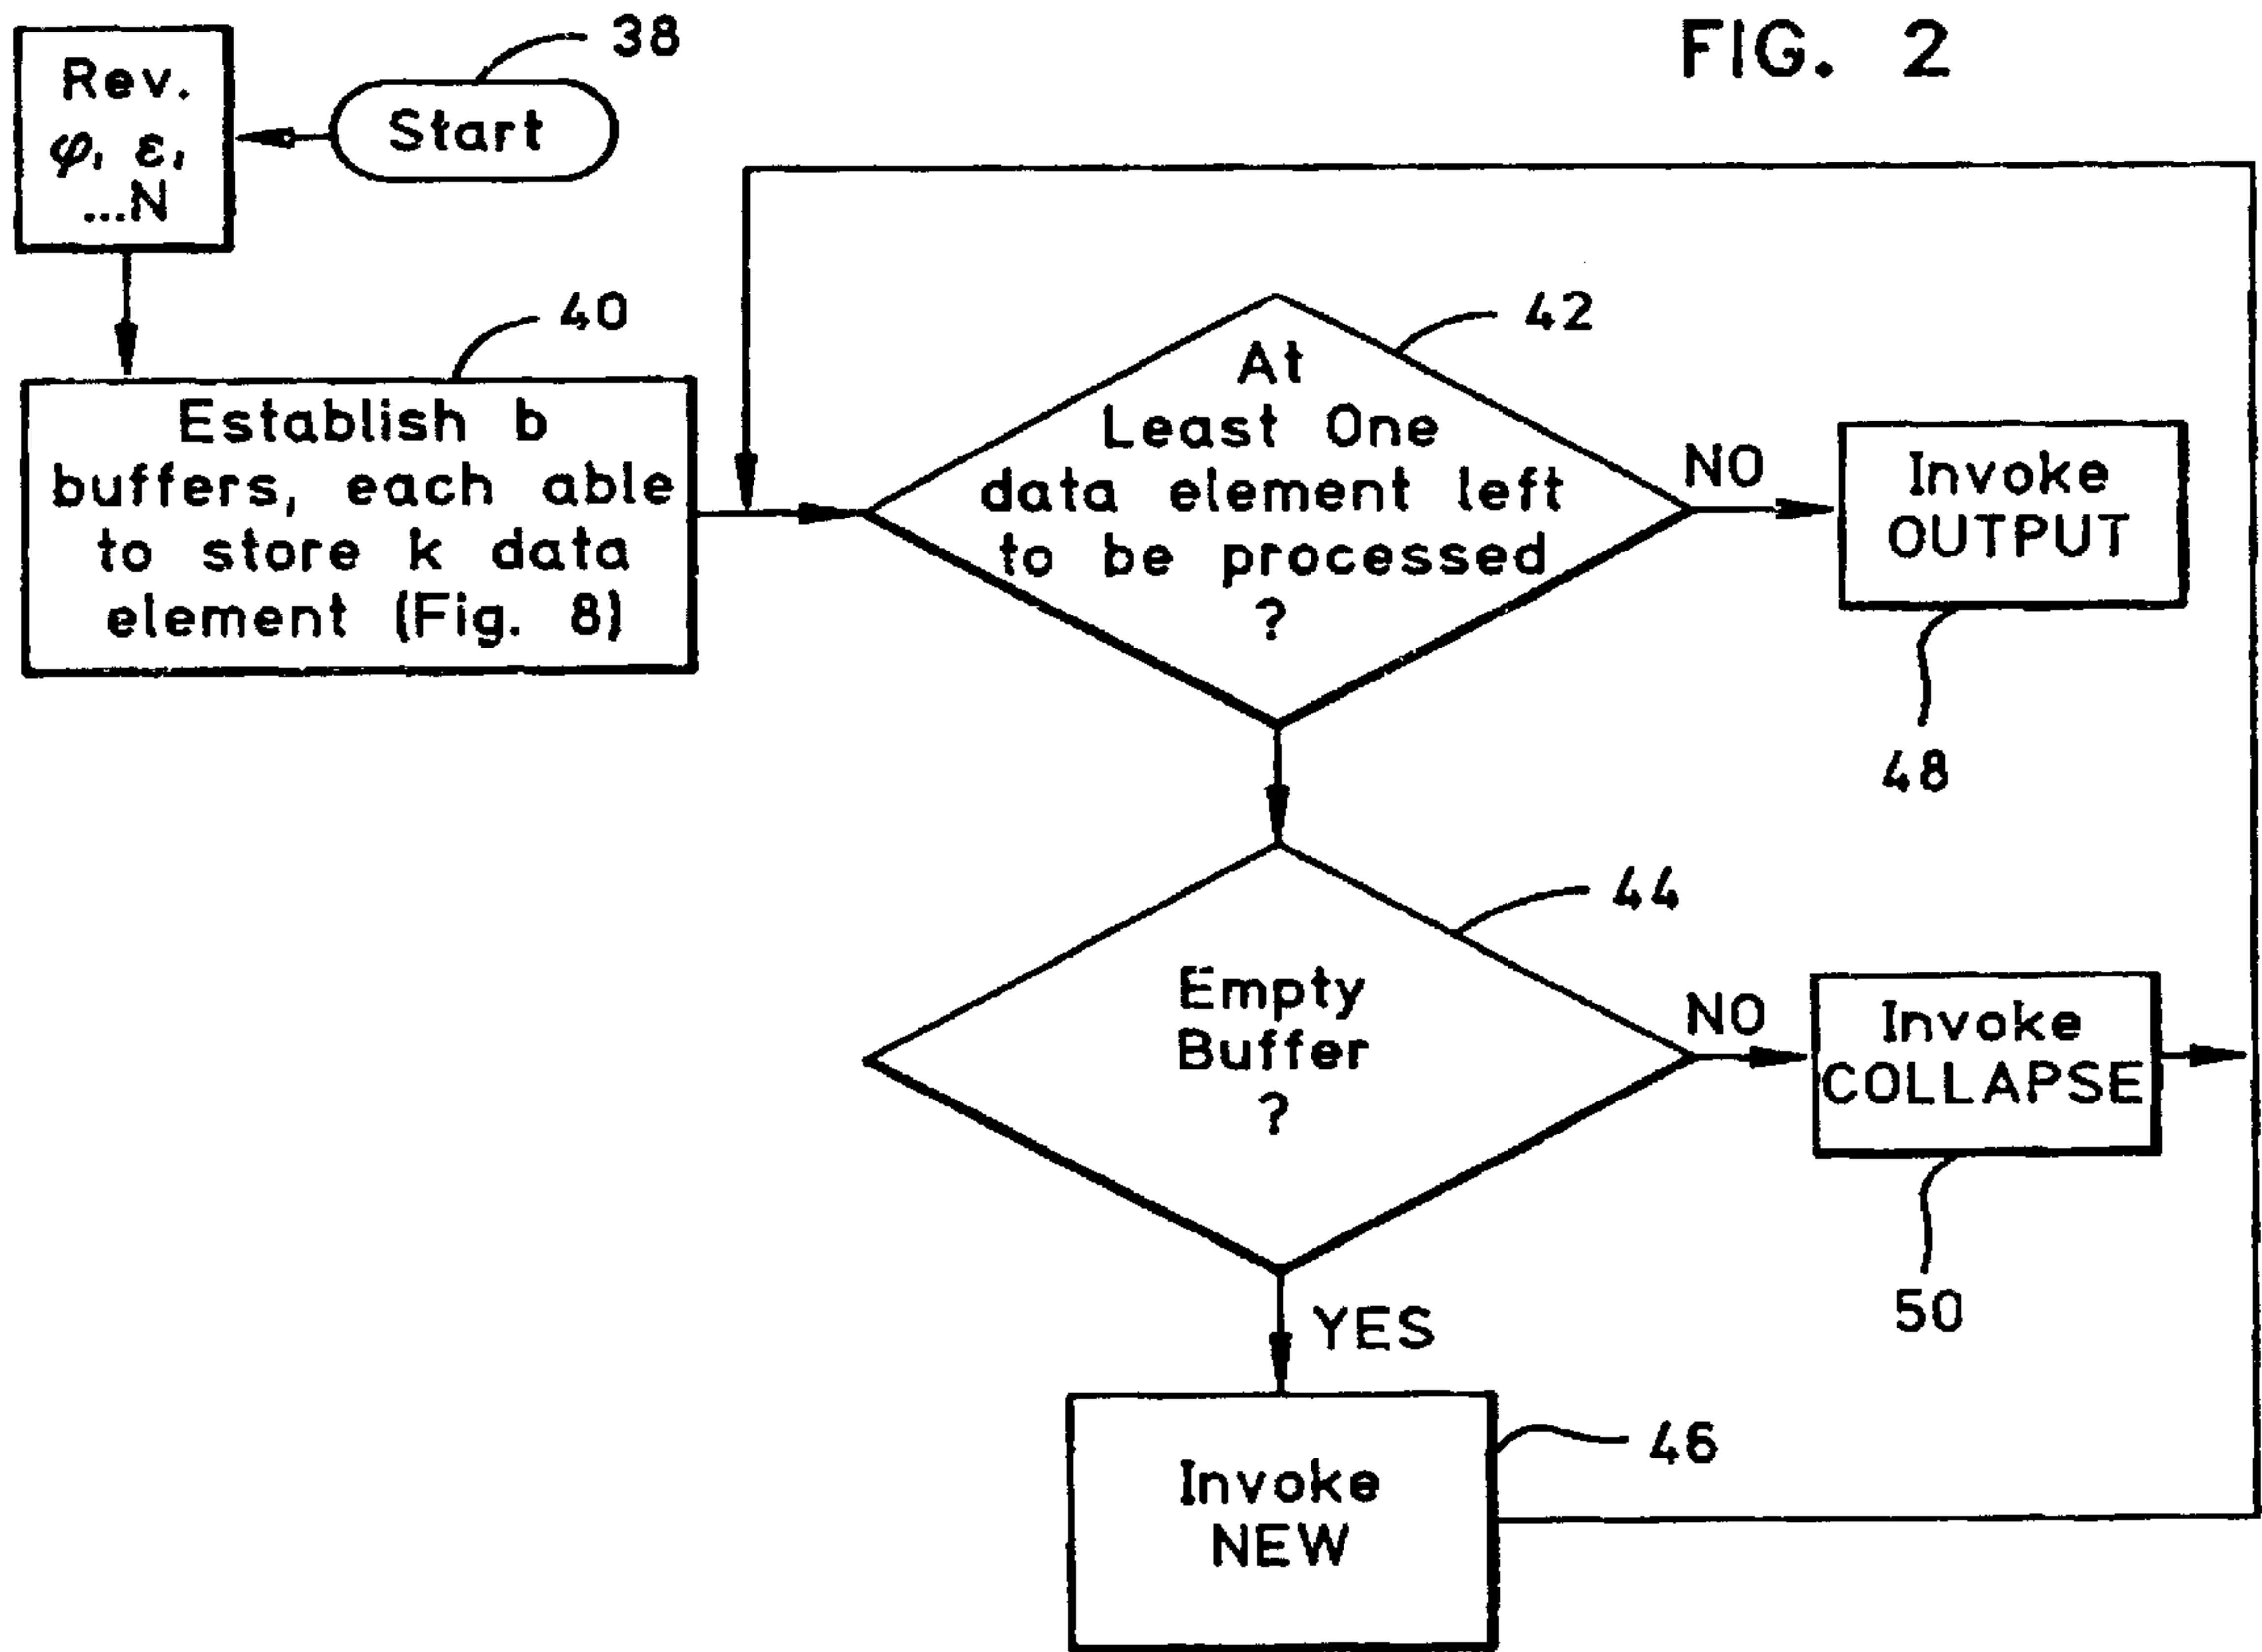 FIG. 2
38
Rev.
φ, ε,
...N
Start
40
Establish b
buffers, each able
to store k data
element (Fig. 8)
42
At
Least One
data element left
to be processed
?
NO
Invoke
OUTPUT
48
44
Empty
Buffer
?
NO
Invoke
COLLAPSE
50
YES
46
Invoke
NEW